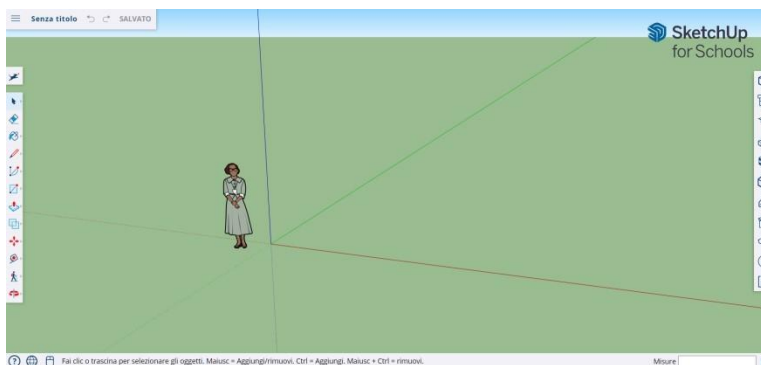 Senza titolo SALVATO
SketchUp
for Schools
Fai clic o trascina per selezionare gli oggetti. Maiusc = Aggiungi/rimuovi. Ctrl = Aggiungi. Maiusc + Ctrl = rimuovi. Misure